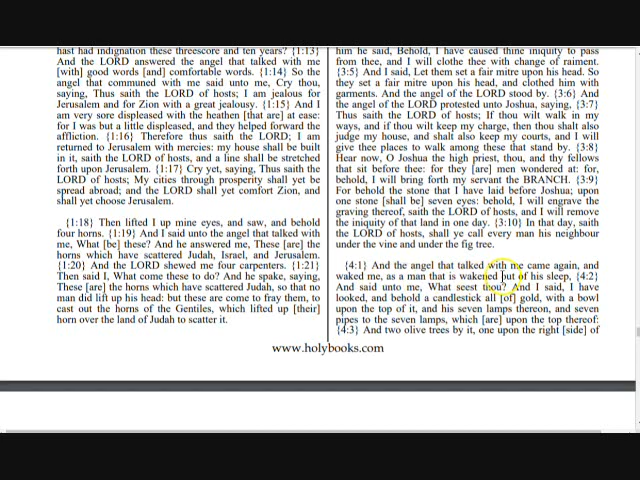 hast had indignation these threescore and ten years? {1:13}
And the LORD answered the angel that talked with me
[with] good words [and] comfortable words. {1:14} So the
angel that communed with me said unto me, Cry thou,
saying, Thus saith the LORD of hosts; I am jealous for
Jerusalem and for Zion with a great jealousy. {1:15} And I
am very sore displeased with the heathen [that are] at ease:
for I was but a little displeased, and they helped forward the
affliction. {1:16} Therefore thus saith the LORD; I am
returned to Jerusalem with mercies: my house shall be built
in it, saith the LORD of hosts, and a line shall be stretched
forth upon Jerusalem. {1:17} Cry yet, saying, Thus saith the
LORD of hosts; My cities through prosperity shall yet be
spread abroad; and the LORD shall yet comfort Zion, and
shall yet choose Jerusalem.
{1:18} Then lifted I up mine eyes, and saw, and behold
four horns. {1:19} And I said unto the angel that talked with
me, What [be] these? And he answered me, These [are] the
horns which have scattered Judah, Israel, and Jerusalem.
{1:20} And the LORD shewed me four carpenters. {1:21}
Then said I, What come these to do? And he spake, saying,
These [are] the horns which have scattered Judah, so that no
man did lift up his head: but these are come to fray them, to
cast out the horns of the Gentiles, which lifted up [their]
horn over the land of Judah to scatter it.
him he said, Behold, I have caused thine iniquity to pass
from thee, and I will clothe thee with change of raiment.
{3:5} And I said, Let them set a fair mitre upon his head. So
they set a fair mitre upon his head, and clothed him with
garments. And the angel of the LORD stood by. {3:6} And
the angel of the LORD protested unto Joshua, saying, {3:7}
Thus saith the LORD of hosts; If thou wilt walk in my
ways, and if thou wilt keep my charge, then thou shalt also
judge my house, and shalt also keep my courts, and I will
give thee places to walk among these that stand by. {3:8}
Hear now, O Joshua the high priest, thou, and thy fellows
that sit before thee: for they [are] men wondered at: for,
behold, I will bring forth my servant the BRANCH. {3:9}
For behold the stone that I have laid before Joshua; upon
one stone [shall be] seven eyes: behold, I will engrave the
graving thereof, saith the LORD of hosts, and I will remove
the iniquity of that land in one day. {3:10} In that day, saith
the LORD of hosts, shall ye call every man his neighbour
under the vine and under the fig tree.
{4:1} And the angel that talked with me came again, and
waked me, as a man that is wakened out of his sleep, {4:2}
And said unto me, What seest thou? And I said, I have
looked, and behold a candlestick all [of] gold, with a bowl
upon the top of it, and his seven lamps thereon, and seven
pipes to the seven lamps, which [are] upon the top thereof:
{4:3} And two olive trees by it, one upon the right [side] of
www.holybooks.com